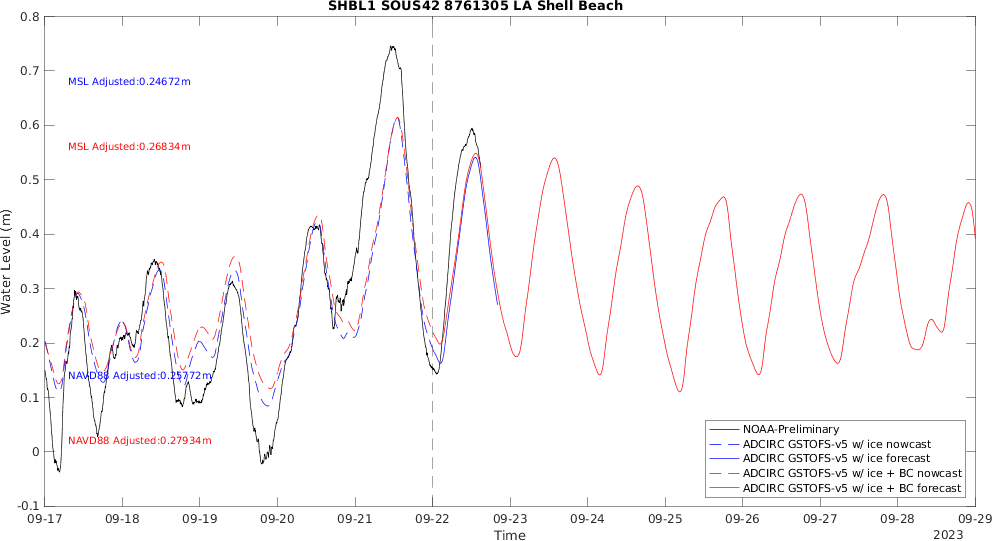 SHBL1 SOUS42 8761305 LA Shell Beach
0.8
0.7
0.6
0.5
0.4
0.3
0.2
0.1
0
-0.1
Water Level (m)
MSL Adjusted:0.24672m
MSL Adjusted:0.26834m
NAVD88 Adjusted:0.25772m
NAVD88 Adjusted:0.27934m
NOAA-Preliminary
ADCIRC GSTOFS-v5 w/ ice nowcast
ADCIRC GSTOFS-v5 w/ ice forecast
ADCIRC GSTOFS-v5 w/ ice + BC nowcast
ADCIRC GSTOFS-v5 w/ ice + BC forecast
09-17 09-18 09-19 09-20 09-21 09-22 09-23 09-24 09-25 09-26 09-27 09-28 09-29
Time
2023